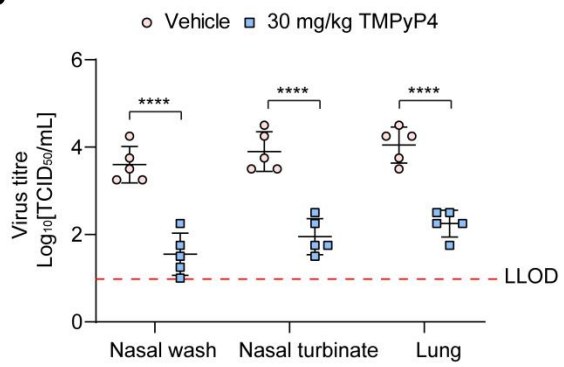 Vehicle 30 mg/kg TMPyP4
Virus titre
Log₁₀[TCID₅₀/mL]
6
4
2
0
****
****
****
LLOD
Nasal wash Nasal turbinate Lung